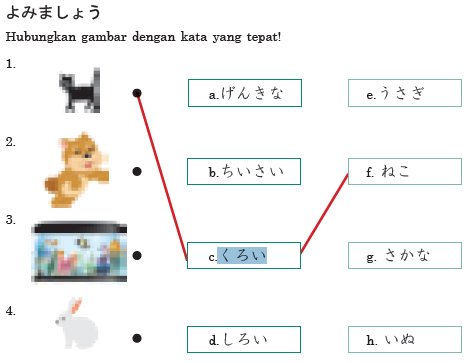 よみましょう
Hubungkan gambar dengan kata yang tepat!
1.
a.げんきな
e.うさぎ
2.
b.ちいさい
f. ねこ
3.
c.くろい
g. さかな
4.
d.しろい
h. いぬ